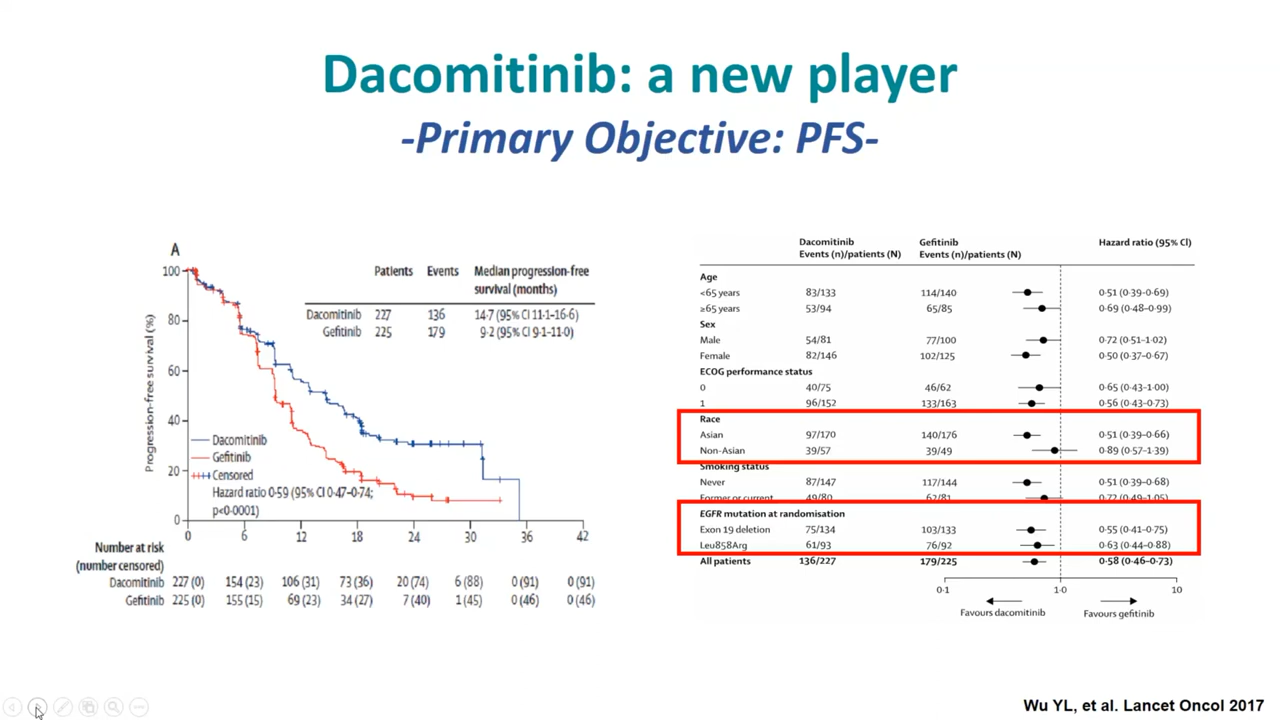 Dacomitinib: a new player
-Primary Objective: PFS-
A
Patients Events Median progression-free
survival (months)
Dacomitinib 227 136 14·7 (95% CI 11·1–16·6)
Gefitinib 225 179 9·2 (95% CI 9·1–11·0)
Progression-free survival (%)
100
80
60
40
20
0
Dacomitinib
Gefitinib
Censored
Hazard ratio 0·59 (95% CI 0·47–0·74;
p<0·0001)
0 6 12 18 24 30 36 42
Number at risk
(number censored)
Dacomitinib 227 (0) 154 (23) 106 (31) 73 (36) 20 (74) 6 (88) 0 (91) 0 (91)
Gefitinib 225 (0) 155 (15) 69 (23) 34 (27) 7 (40) 1 (45) 0 (46) 0 (46)
Dacomitinib Gefitinib Hazard ratio (95% CI)
Events (n)/patients (N) Events (n)/patients (N)
Age
<65 years 83/133 114/140 0·51 (0·39–0·69)
≥65 years 53/94 65/85 0·69 (0·48–0·99)
Sex
Male 54/81 77/100 0·72 (0·51–1·02)
Female 82/146 102/125 0·50 (0·37–0·67)
ECOG performance status
0 40/75 46/62 0·65 (0·43–1·00)
1 96/152 133/163 0·56 (0·43–0·73)
Race
Asian 97/170 140/176 0·51 (0·39–0·66)
Non-Asian 39/57 39/49 0·89 (0·57–1·39)
Smoking status
Never 87/147 117/144 0·51 (0·39–0·68)
Former or current 49/80 62/81 0·72 (0·49–1·05)
EGFR mutation at randomisation
Exon 19 deletion 75/134 103/133 0·55 (0·41–0·75)
Leu858Arg 61/93 76/92 0·63 (0·44–0·88)
All patients 136/227 179/225 0·58 (0·46–0·73)
0·1 1·0 10
Favours dacomitinib Favours gefitinib
Wu YL, et al. Lancet Oncol 2017